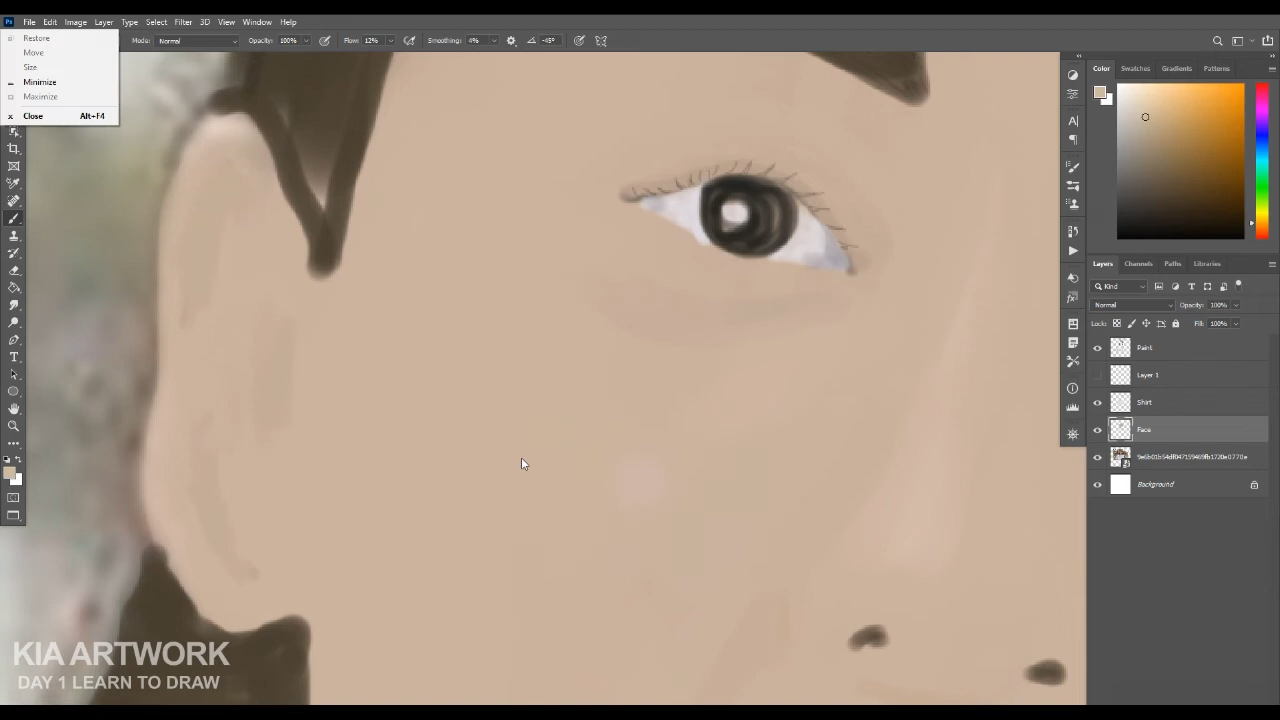 Ps File Edit Image Layer Type Select Filter 3D View Window Help
Restore
Move
Size
Minimize
Maximize
Close Alt+F4
Mode: Normal Opacity: 100% Flow: 12% Smoothing: 4% -45°
Color Swatches Gradients Patterns
Layers Channels Paths Libraries
Kind
Normal Opacity: 100%
Lock: Fill: 100%
Paint
Layer 1
Shirt
Face
Background
KIA ARTWORK
DAY 1 LEARN TO DRAW